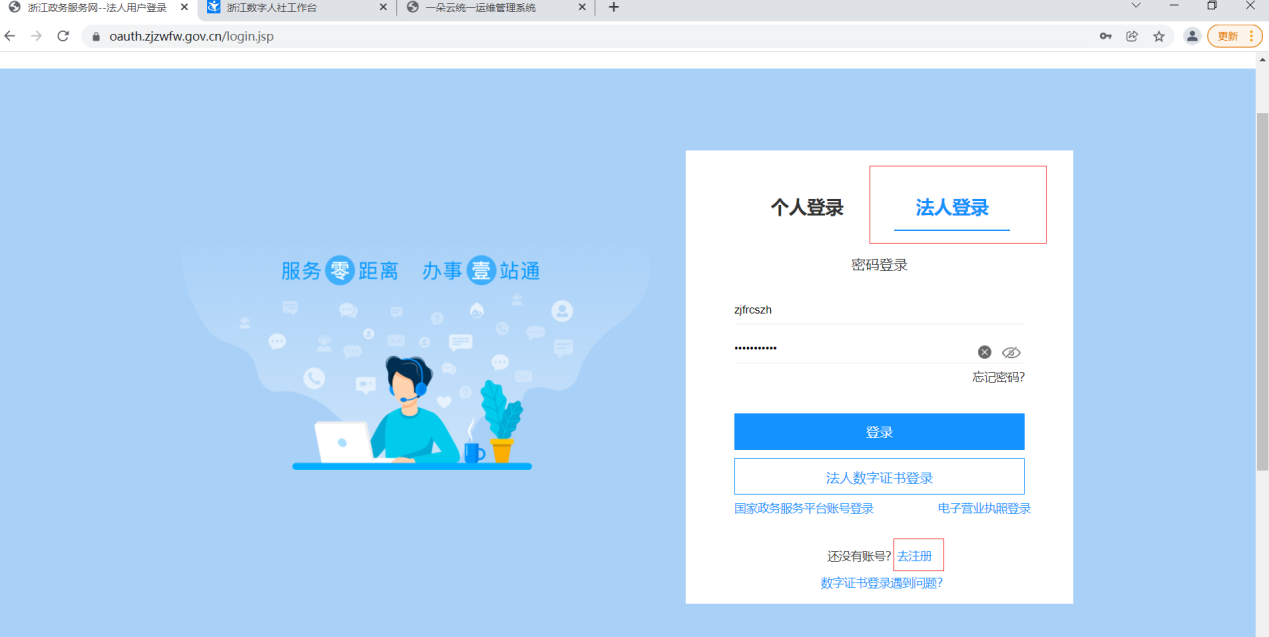 浙江政务服务网--法人用户登录
浙江数字人社工作台
一朵云统一运维管理系统
oauth.zjzwfw.gov.cn/login.jsp
更新
个人登录
法人登录
密码登录
服务零距离 办事壹站通
zjfrcszh
•••••••••••
忘记密码?
登录
法人数字证书登录
国家政务服务平台账号登录
电子营业执照登录
还没有账号? 去注册
数字证书登录遇到问题?